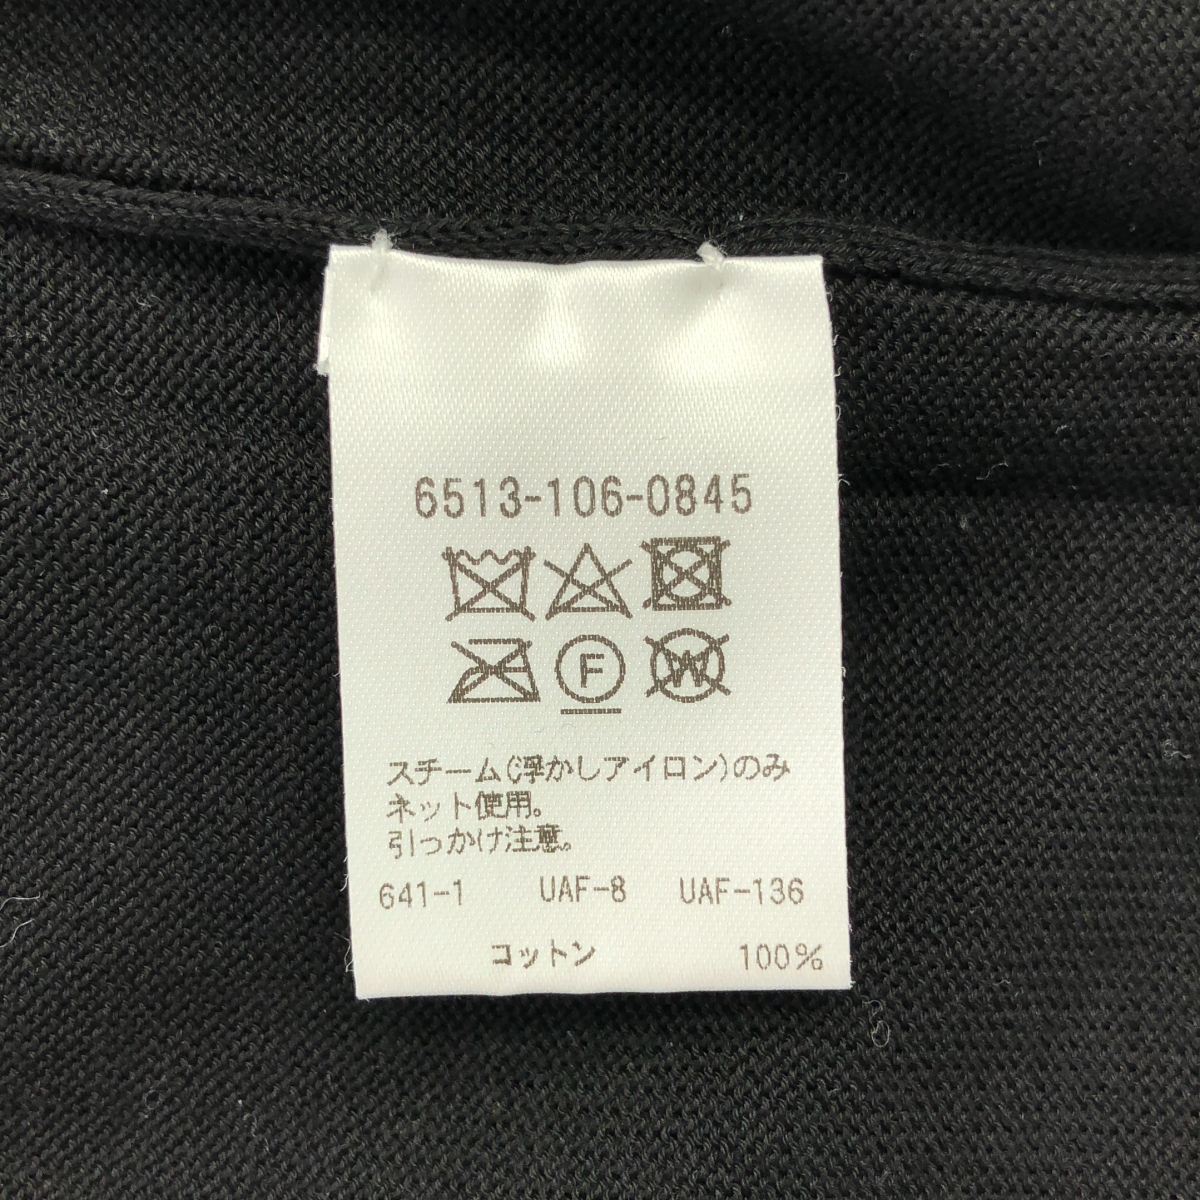 6513-106-0845
F W
スチーム(浮かしアイロン)のみ
ネット使用。
引っかけ注意。
641-1 UAF-8 UAF-136
コットン 100%